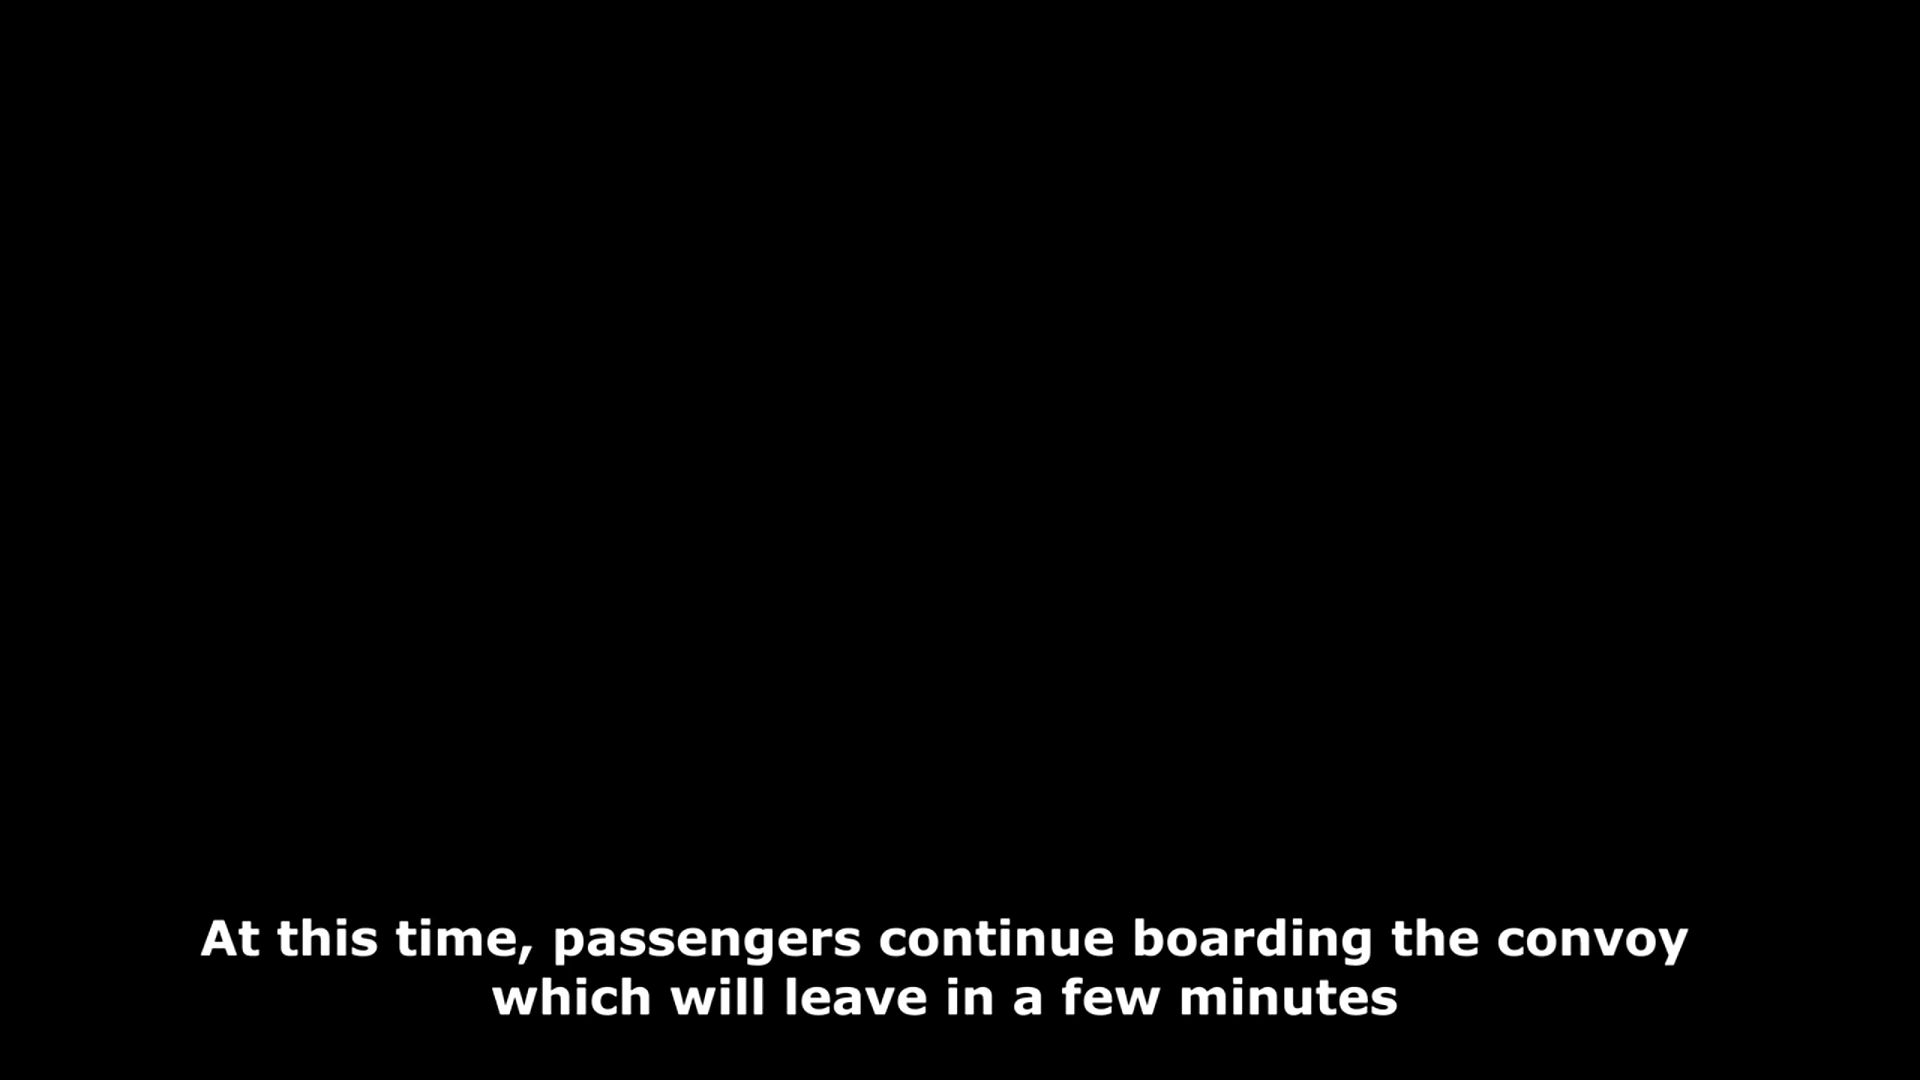 At this time, passengers continue boarding the convoy
which will leave in a few minutes